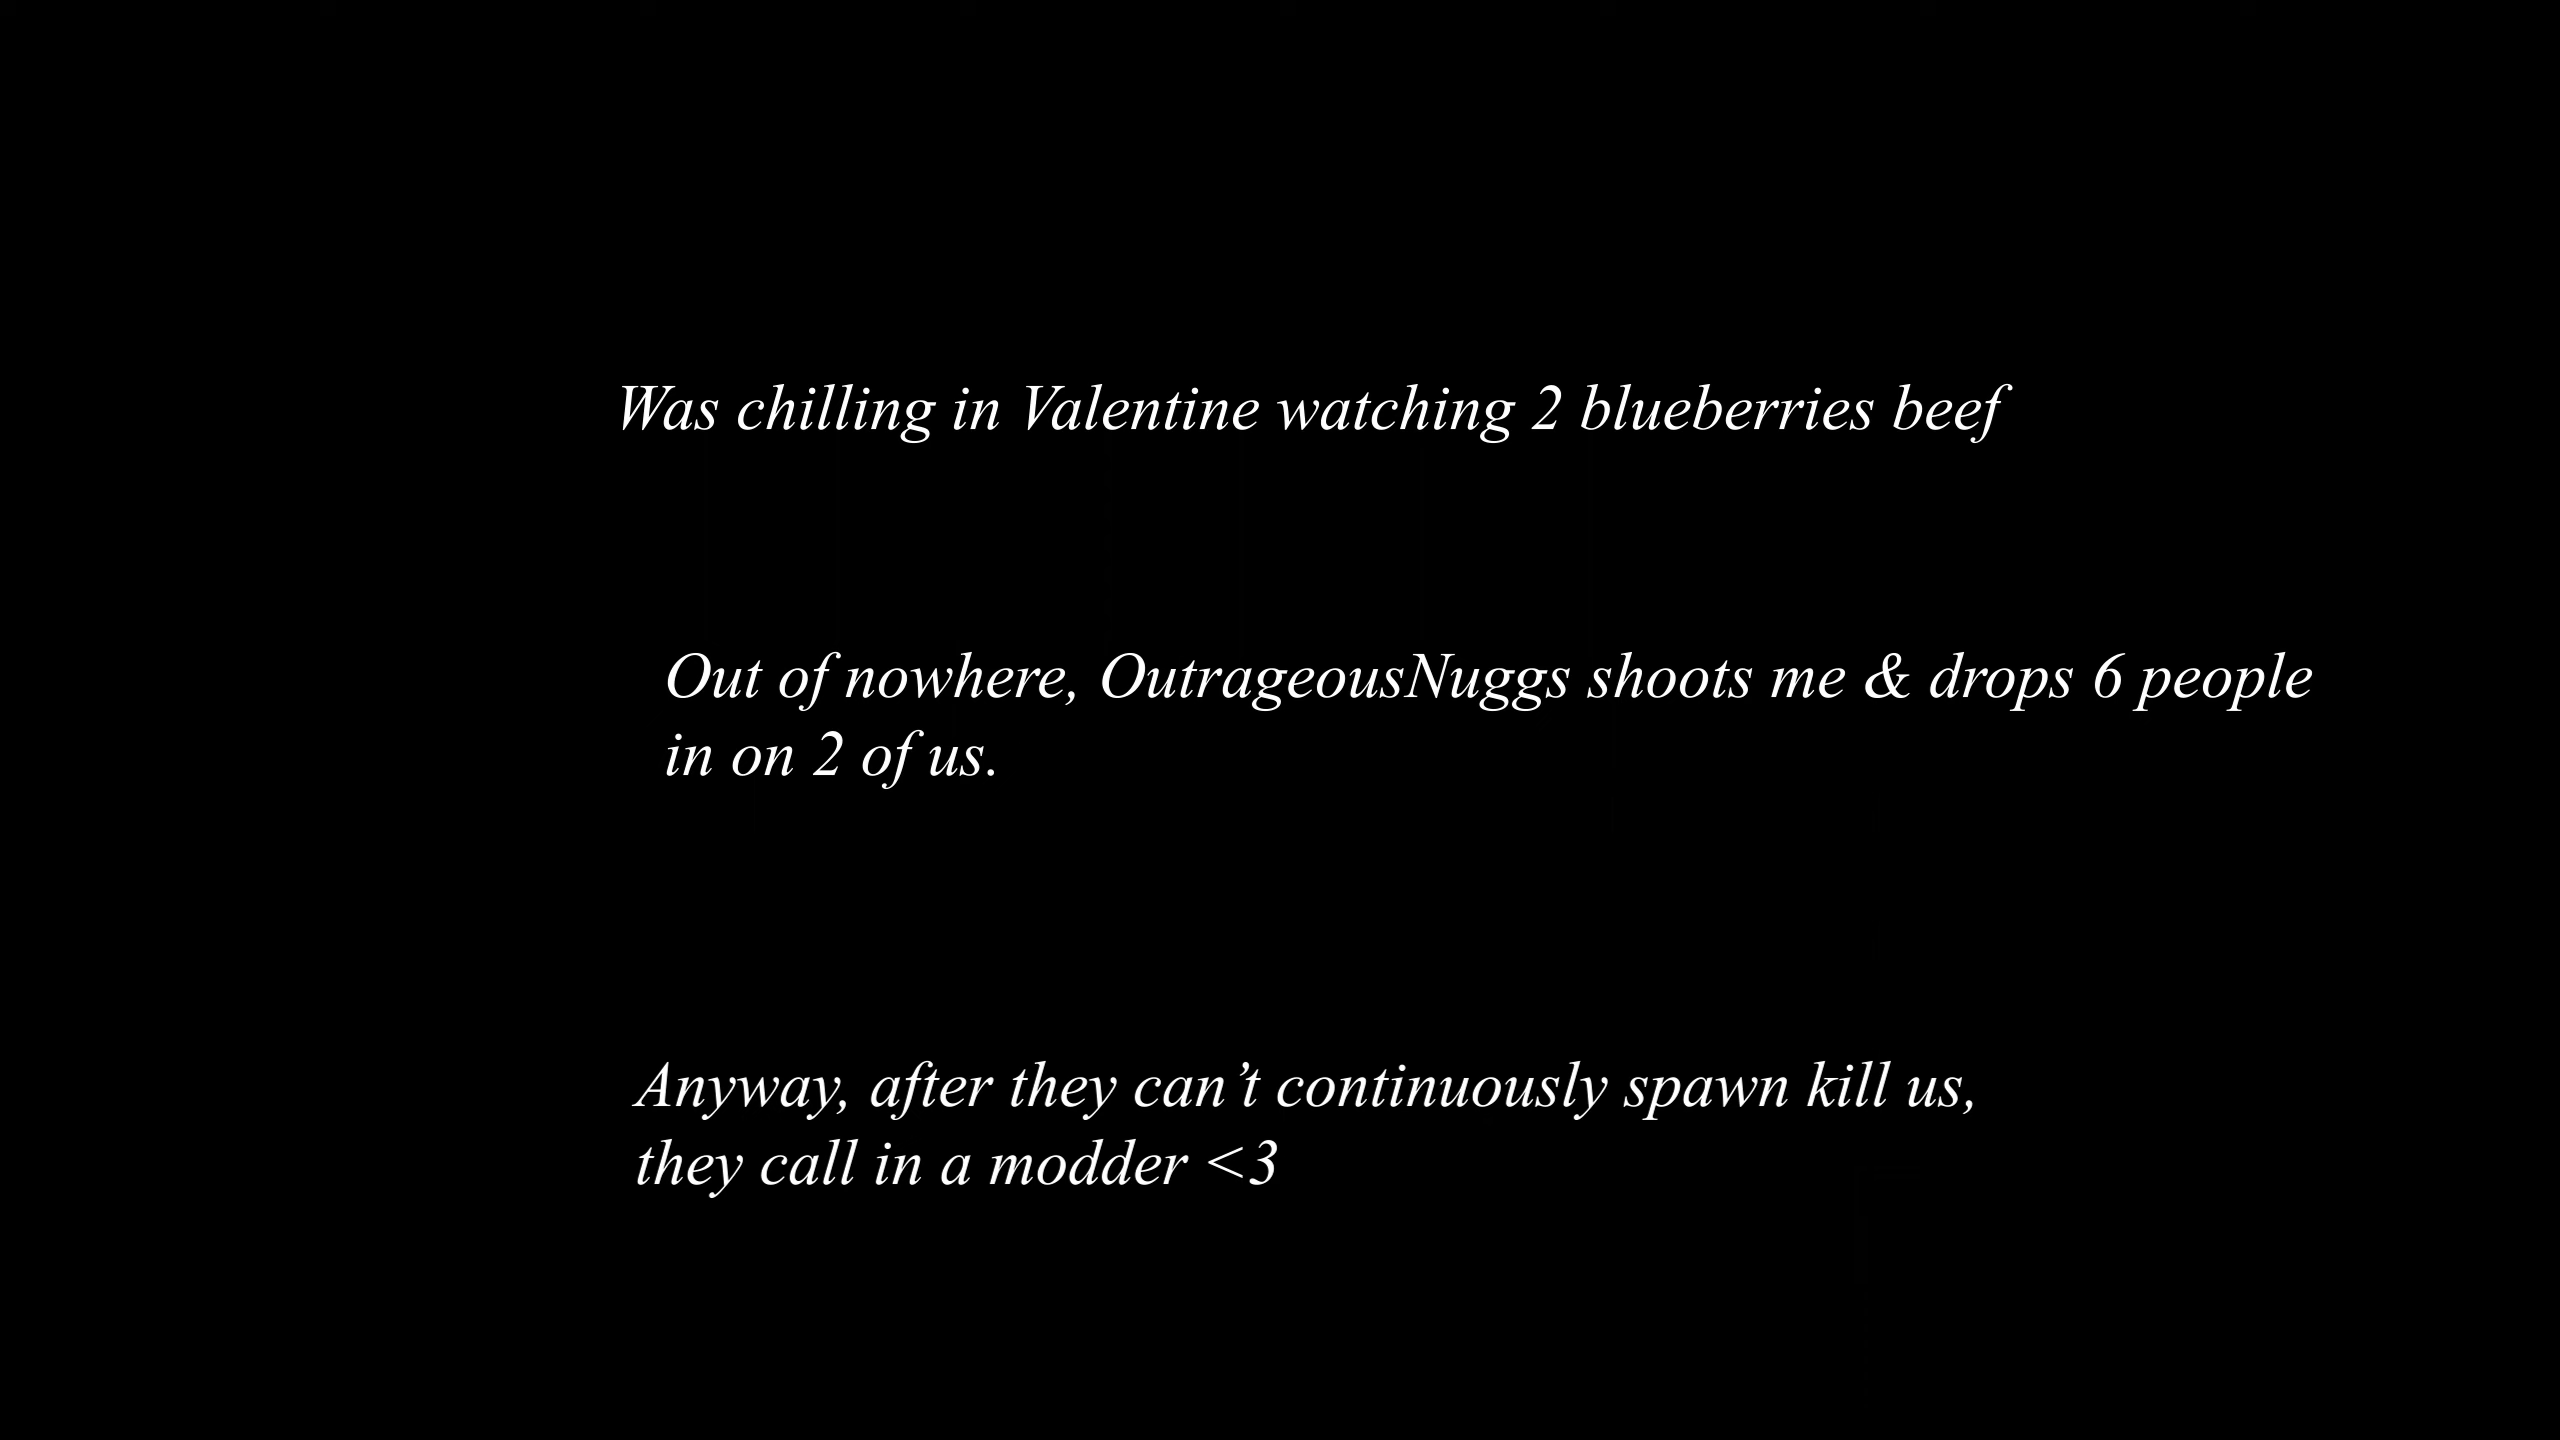 Was chilling in Valentine watching 2 blueberries beef
Out of nowhere, OutrageousNuggs shoots me & drops 6 people
in on 2 of us.
Anyway, after they can’t continuously spawn kill us,
they call in a modder <3